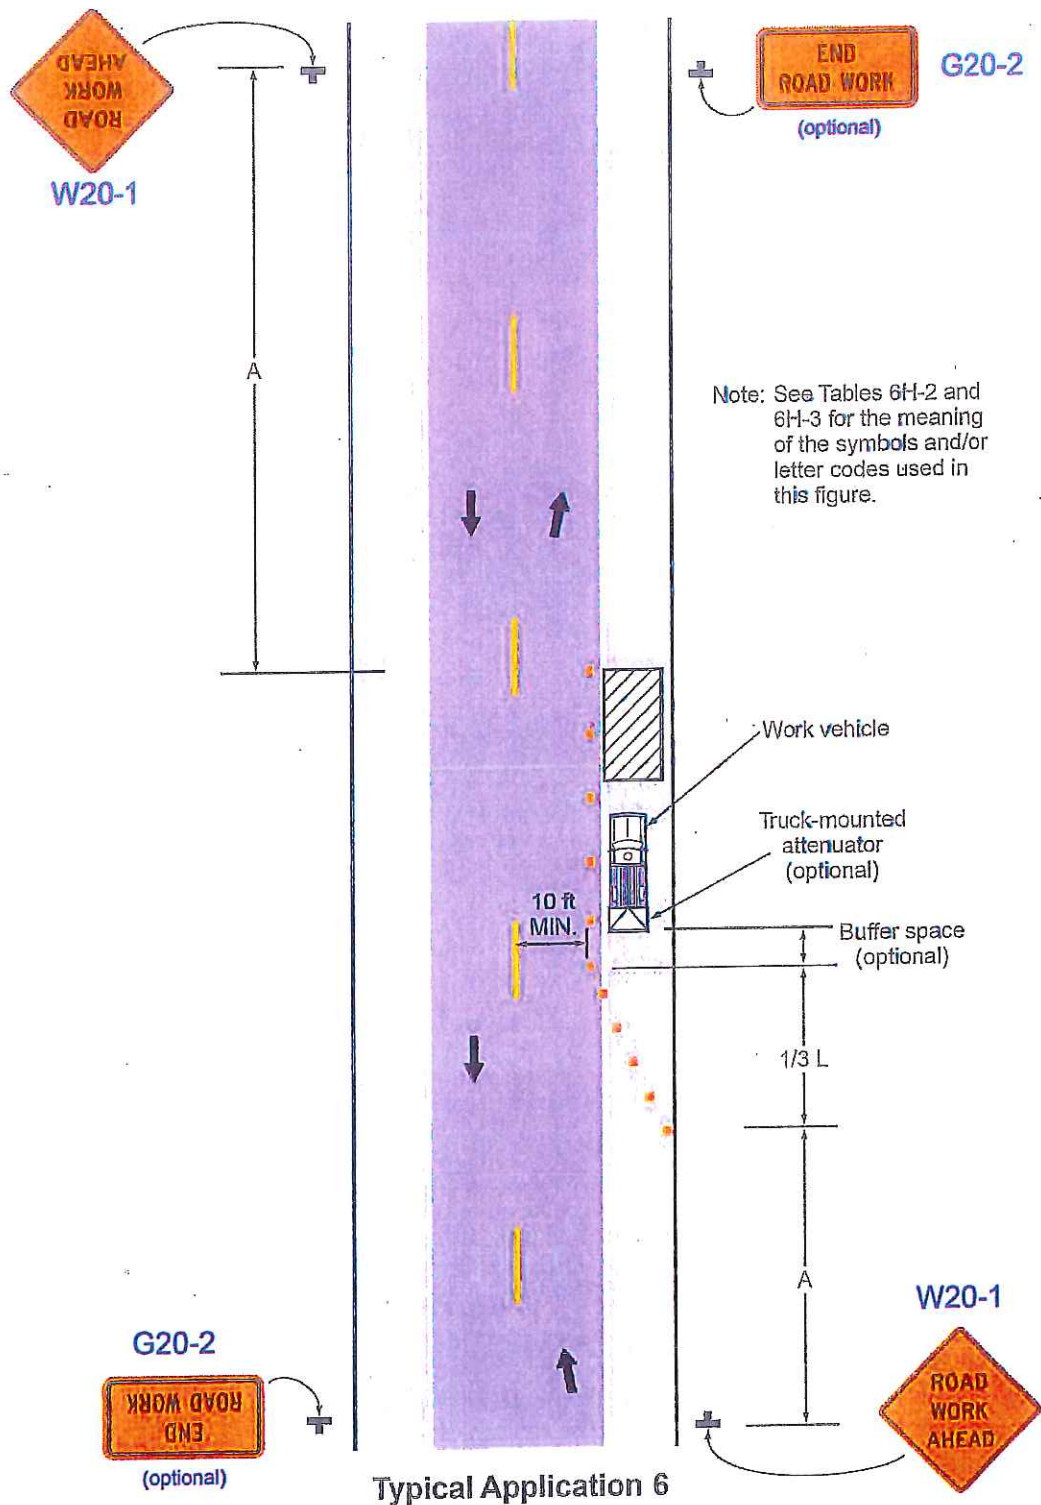 ROAD
WORK
AHEAD
W20-1
END
ROAD WORK
(optional)
G20-2
A
Note: See Tables 6H-2 and
6H-3 for the meaning
of the symbols and/or
letter codes used in
this figure.
Work vehicle
Truck-mounted
attenuator
(optional)
10 ft
MIN.
Buffer space
(optional)
1/3 L
A
G20-2
END
ROAD WORK
(optional)
W20-1
ROAD
WORK
AHEAD
Typical Application 6